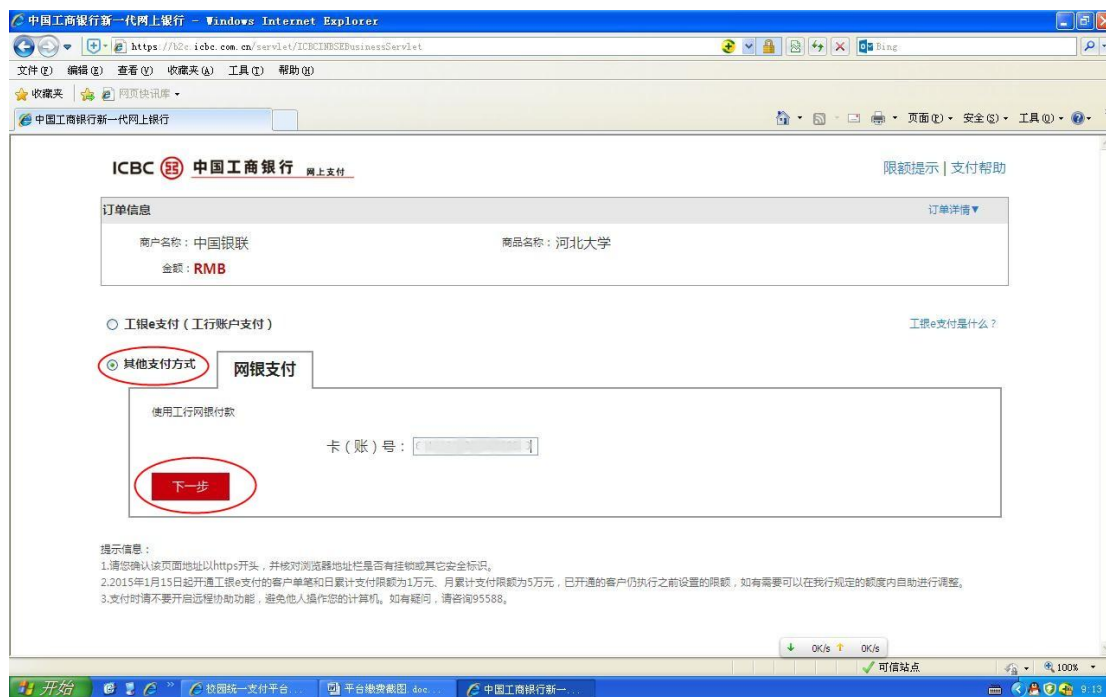 中国工商银行新一代网上银行 - Windows Internet Explorer
https://b2c.icbc.com.cn/servlet/ICBCINBSEBusinessServlet
Bing
文件(F) 编辑(E) 查看(V) 收藏夹(A) 工具(T) 帮助(H)
收藏夹 网页快讯库
中国工商银行新一代网上银行 页面(P) 安全(S) 工具(O)
ICBC 中国工商银行 网上支付 限额提示 | 支付帮助
订单信息 订单详情▼
商户名称：中国银联 商品名称：河北大学
金额：RMB
工银e支付（工行账户支付） 工银e支付是什么？
其他支付方式 网银支付
使用工行网银付款
卡（账）号：
下一步
提示信息：
1.请您确认该页面地址以https开头，并核对浏览器地址栏是否有挂锁或其它安全标识。
2.2015年1月15日起开通工银e支付的客户单笔和日累计支付限额为1万元、月累计支付限额为5万元，已开通的客户仍执行之前设置的限额，如有需要可以在我行规定的额度内自助进行调整。
3.支付时请不要开启远程协助功能，避免他人操作您的计算机。如有疑问，请咨询95588。
0K/s 0K/s
可信站点 100%
开始 校园统一支付平台... 平台缴费截图.doc... 中国工商银行新一... 9:13